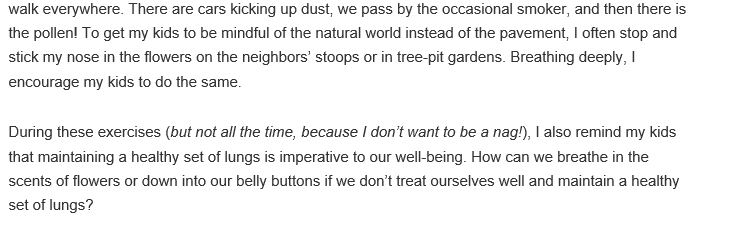 walk everywhere. There are cars kicking up dust, we pass by the occasional smoker, and then there is
the pollen! To get my kids to be mindful of the natural world instead of the pavement, I often stop and
stick my nose in the flowers on the neighbors’ stoops or in tree-pit gardens. Breathing deeply, I
encourage my kids to do the same.
During these exercises (but not all the time, because I don’t want to be a nag!), I also remind my kids
that maintaining a healthy set of lungs is imperative to our well-being. How can we breathe in the
scents of flowers or down into our belly buttons if we don’t treat ourselves well and maintain a healthy
set of lungs?